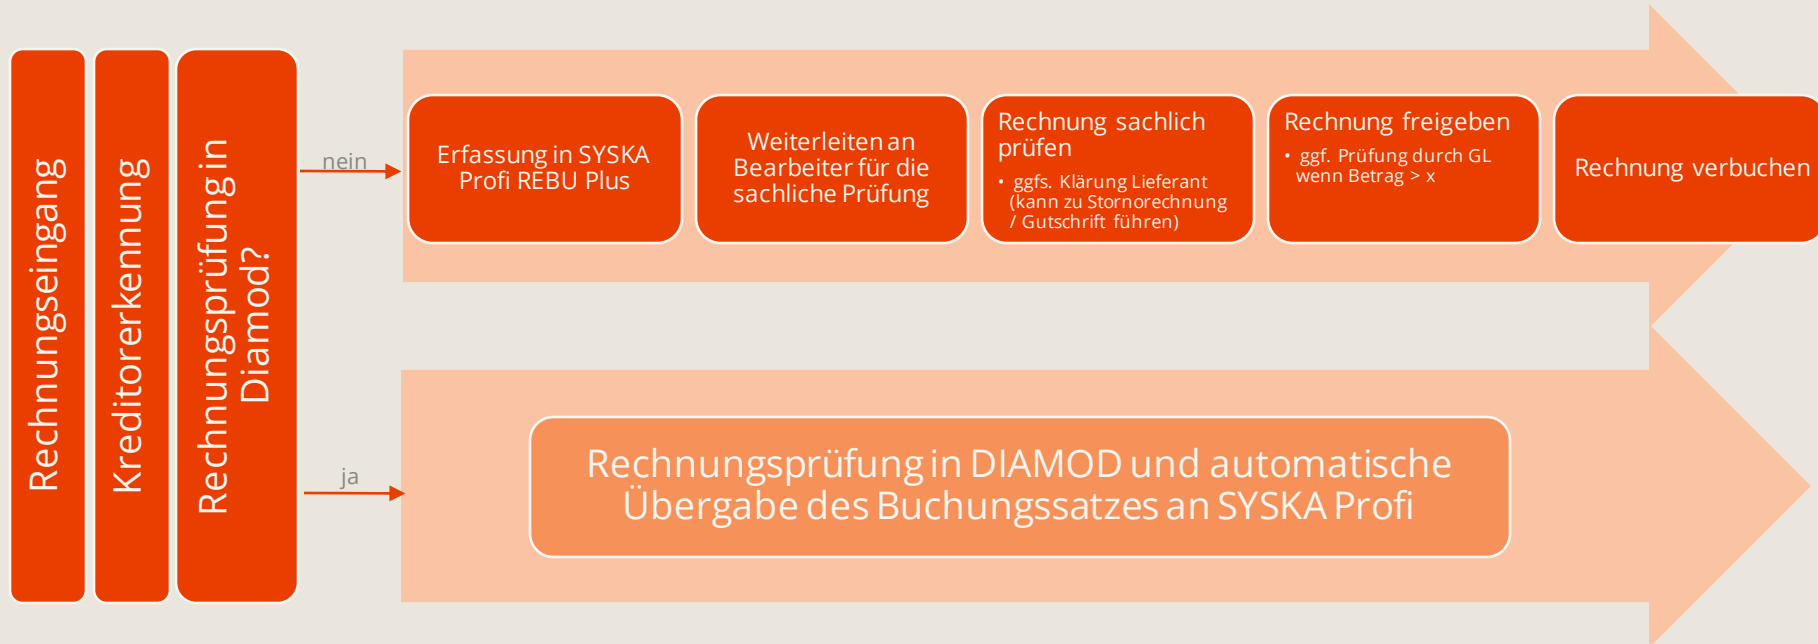 Rechnungseingang
Kreditorerkennung
Rechnungsprüfung in
Diamod?
nein
Erfassung in SYSKA
Profi REBU Plus
Weiterleiten an
Bearbeiter für die
sachliche Prüfung
Rechnung sachlich
prüfen
• ggfs. Klärung Lieferant
(kann zu Stornorechnung
/ Gutschrift führen)
Rechnung freigeben
• ggf. Prüfung durch GL
wenn Betrag > x
Rechnung verbuchen
ja
Rechnungsprüfung in DIAMOD und automatische
Übergabe des Buchungssatzes an SYSKA Profi